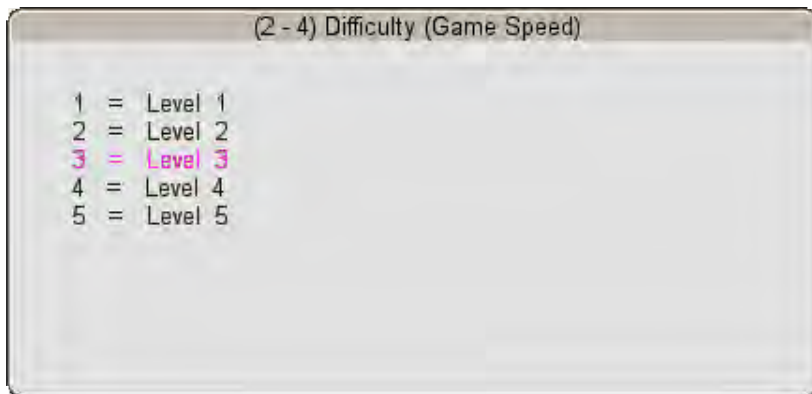 (2 - 4) Difficulty (Game Speed)
1 = Level 1
2 = Level 2
3 = Level 3
4 = Level 4
5 = Level 5